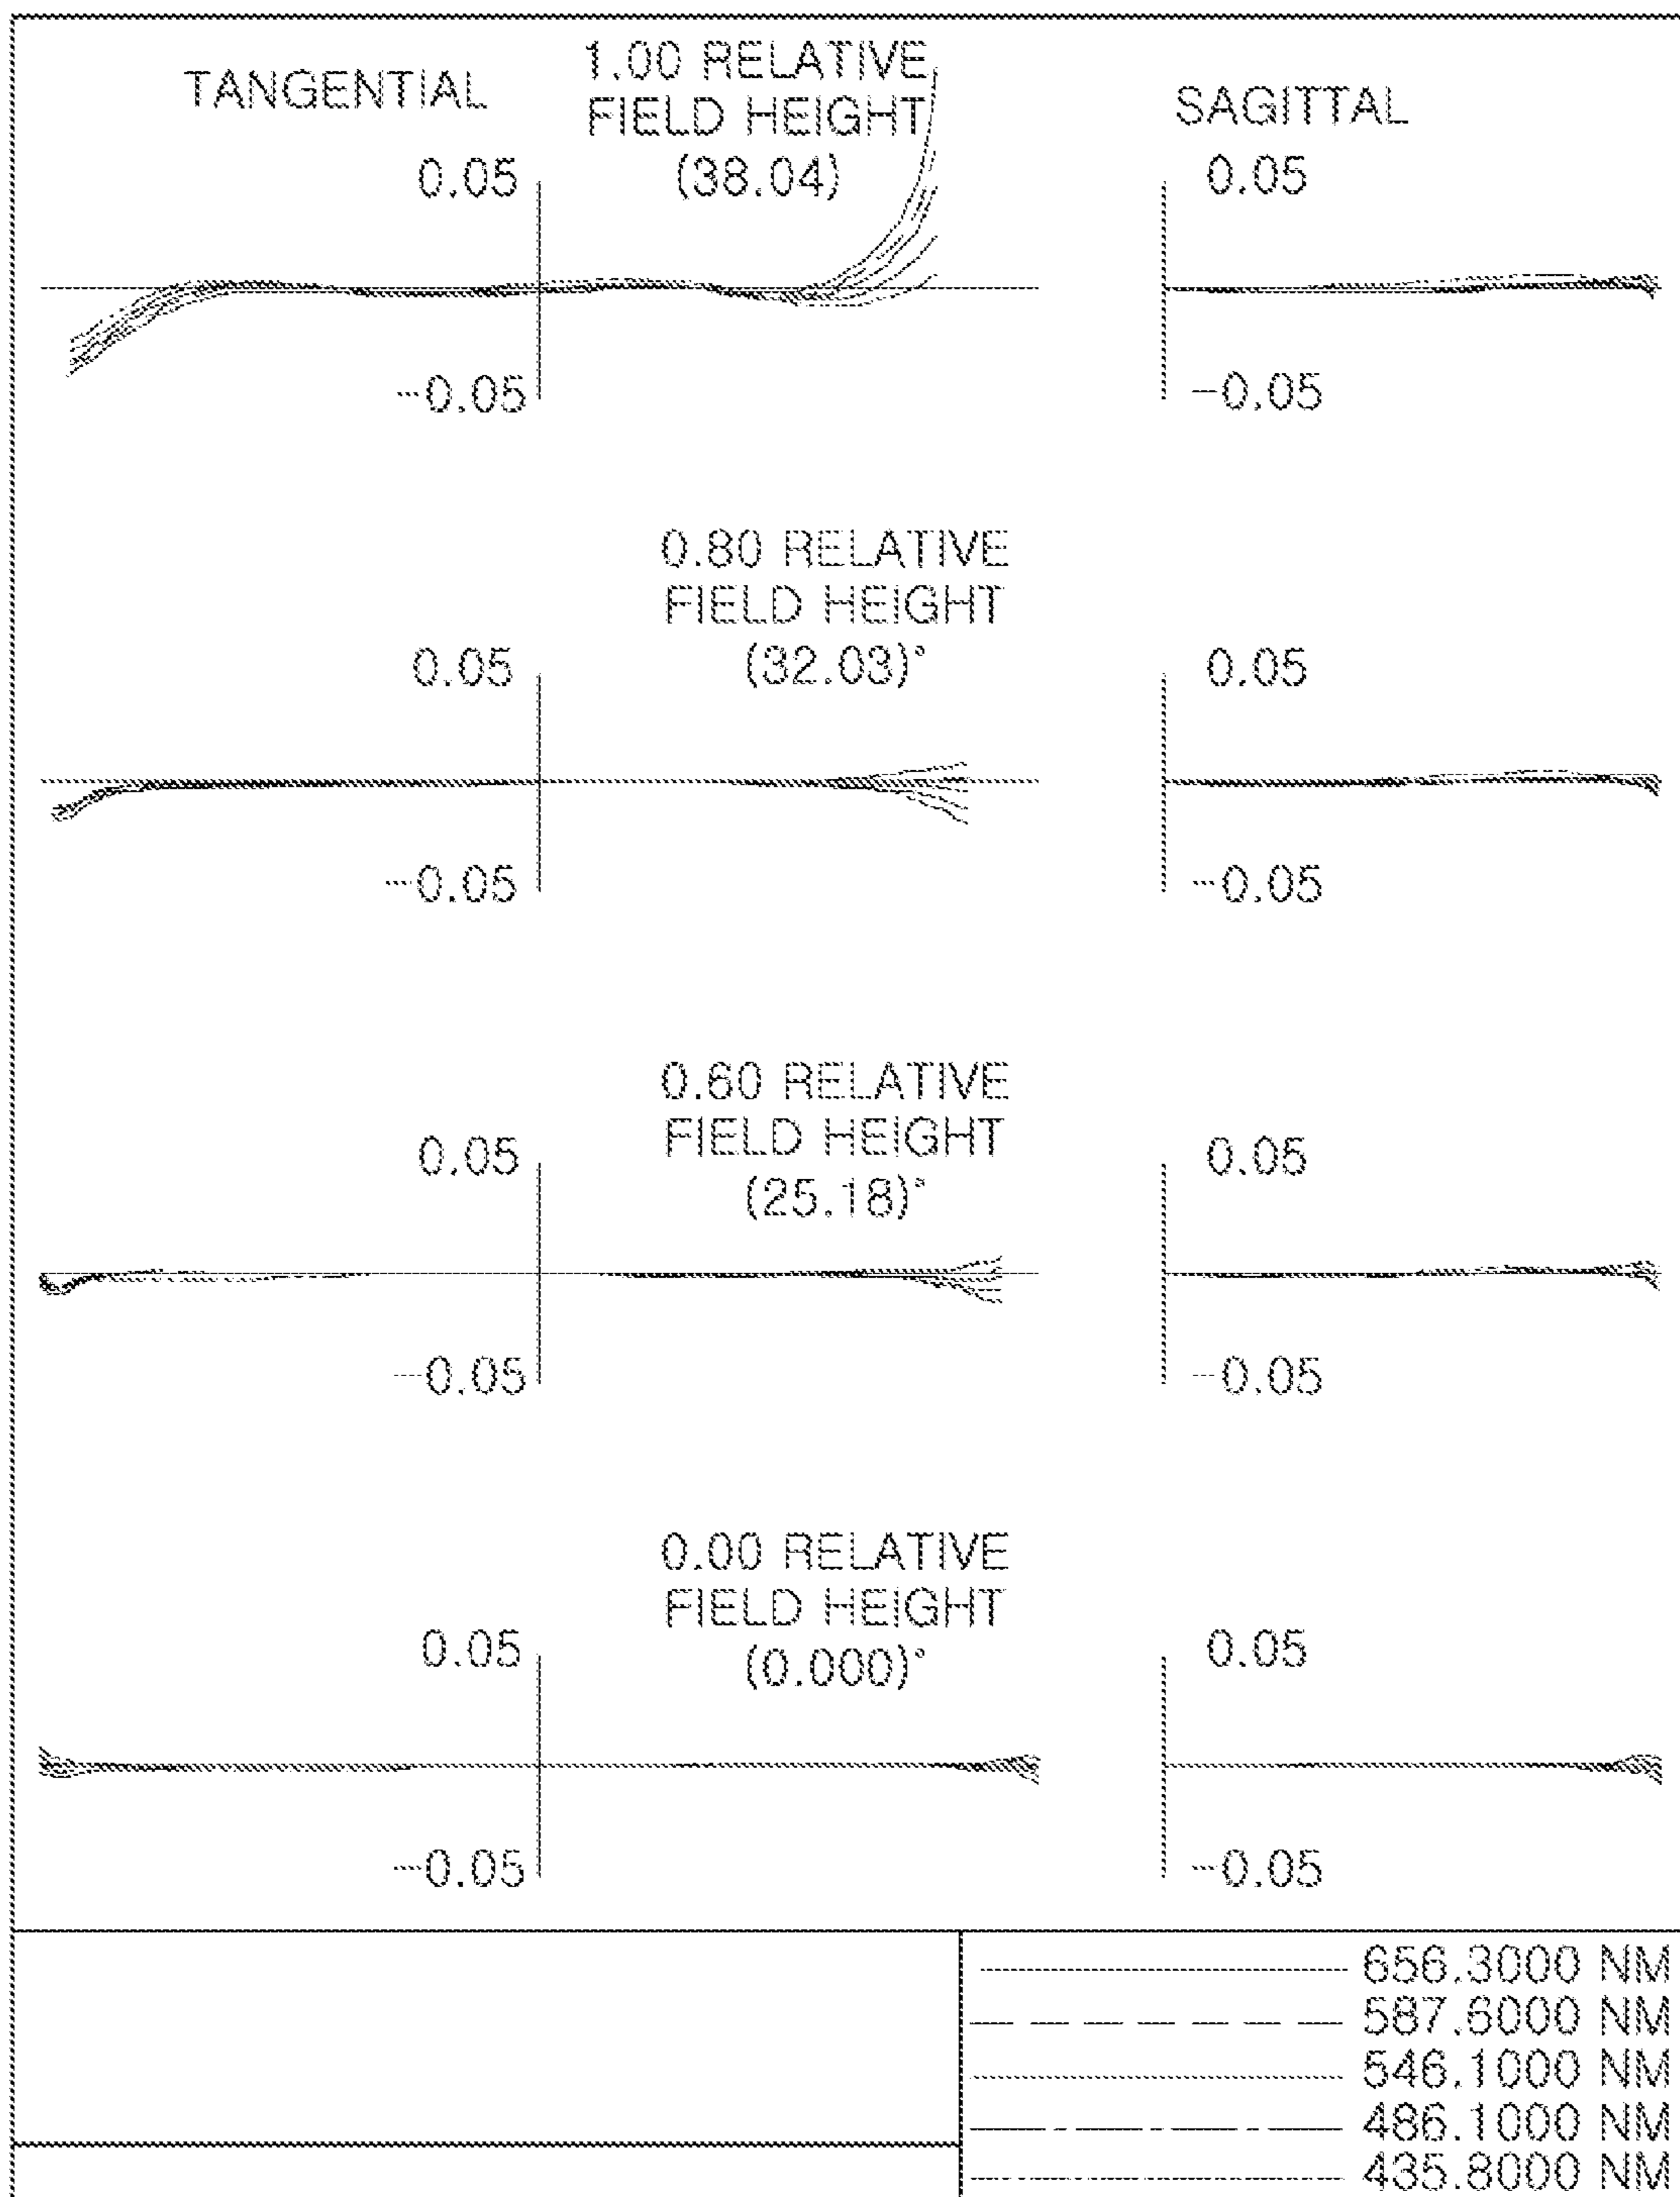 TANGENTIAL
1.00 RELATIVE
FIELD HEIGHT
(38.04)
SAGITTAL
0.05
0.05
-0.05
-0.05
0.80 RELATIVE
FIELD HEIGHT
(32.03)°
0.05
0.05
-0.05
-0.05
0.60 RELATIVE
FIELD HEIGHT
(25.18)°
0.05
0.05
-0.05
-0.05
0.00 RELATIVE
FIELD HEIGHT
(0.000)°
0.05
0.05
-0.05
-0.05
656.3000 NM
587.6000 NM
546.1000 NM
486.1000 NM
435.8000 NM